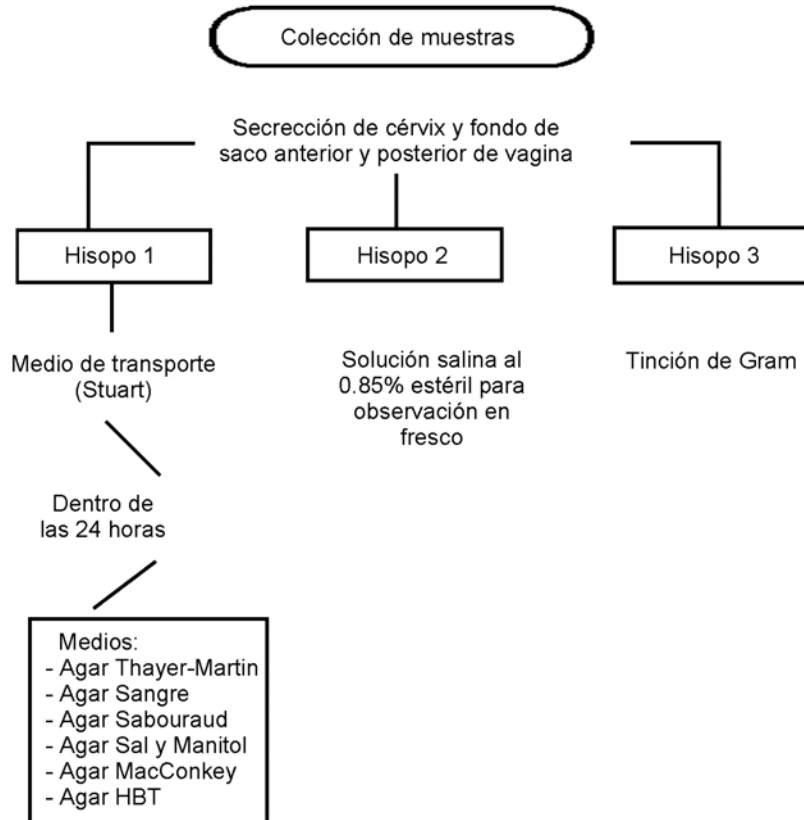 Colección de muestras
Secrección de cérvix y fondo de
saco anterior y posterior de vagina
Hisopo 1
Hisopo 2
Hisopo 3
Medio de transporte
(Stuart)
Solución salina al
0.85% estéril para
observación en
fresco
Tinción de Gram
Dentro de
las 24 horas
Medios:
- Agar Thayer-Martin
- Agar Sangre
- Agar Sabouraud
- Agar Sal y Manitol
- Agar MacConkey
- Agar HBT